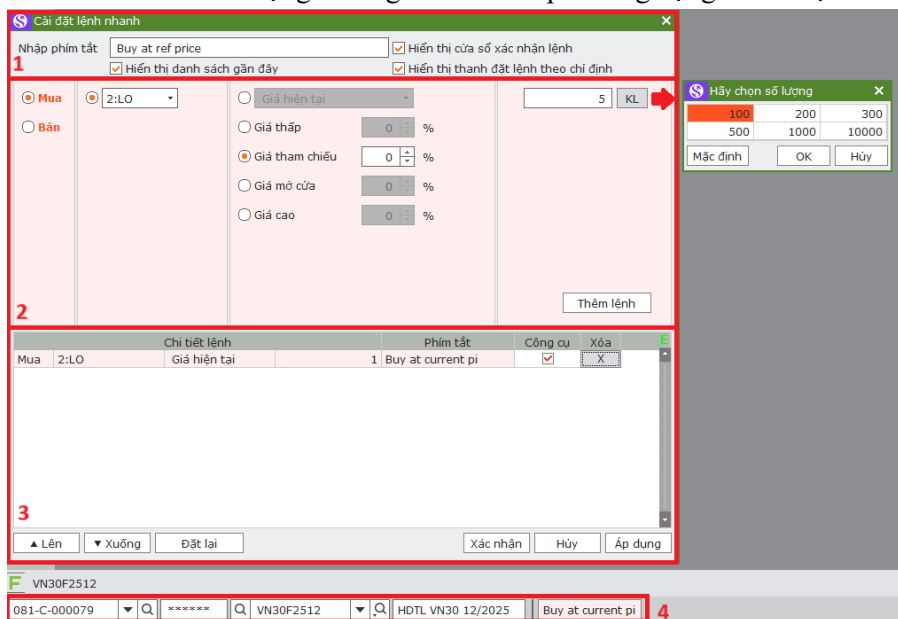 Cài đặt lệnh nhanh
Nhập phím tắt Buy at ref price Hiển thị cửa sổ xác nhận lệnh
1 Hiển thị danh sách gần đây Hiển thị thanh đặt lệnh theo chỉ định
Mua 2:LO Giá hiện tại 5 KL
Bán Giá thấp 0 %
Giá tham chiếu 0 %
Giá mở cửa 0 %
Giá cao 0 %
2 Thêm lệnh
Hãy chọn số lượng
100 200 300
500 1000 10000
Mặc định OK Hủy
Chi tiết lệnh Phím tắt Công cụ Xóa E
Mua 2:LO Giá hiện tại 1 Buy at current pi X
3
▲ Lên ▼ Xuống Đặt lại Xác nhận Hủy Áp dụng
F VN30F2512
081-C-000079 ****** VN30F2512 HDTL VN30 12/2025 Buy at current pi 4